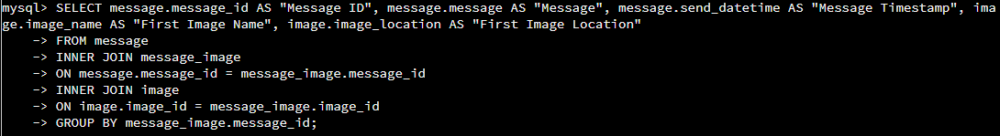 mysql> SELECT message.message_id AS "Message ID", message.message AS "Message", message.send_datetime AS "Message Timestamp", ima
ge.image_name AS "First Image Name", image.image_location AS "First Image Location"
    -> FROM message
    -> INNER JOIN message_image
    -> ON message.message_id = message_image.message_id
    -> INNER JOIN image
    -> ON image.image_id = message_image.image_id
    -> GROUP BY message_image.message_id;